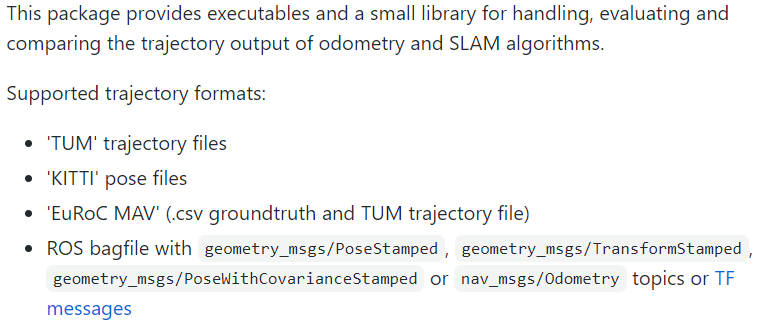 This package provides executables and a small library for handling, evaluating and
comparing the trajectory output of odometry and SLAM algorithms.
Supported trajectory formats:
• 'TUM' trajectory files
• 'KITTI' pose files
• 'EuRoC MAV' (.csv groundtruth and TUM trajectory file)
• ROS bagfile with geometry_msgs/PoseStamped , geometry_msgs/TransformStamped ,
geometry_msgs/PoseWithCovarianceStamped or nav_msgs/Odometry topics or TF
messages